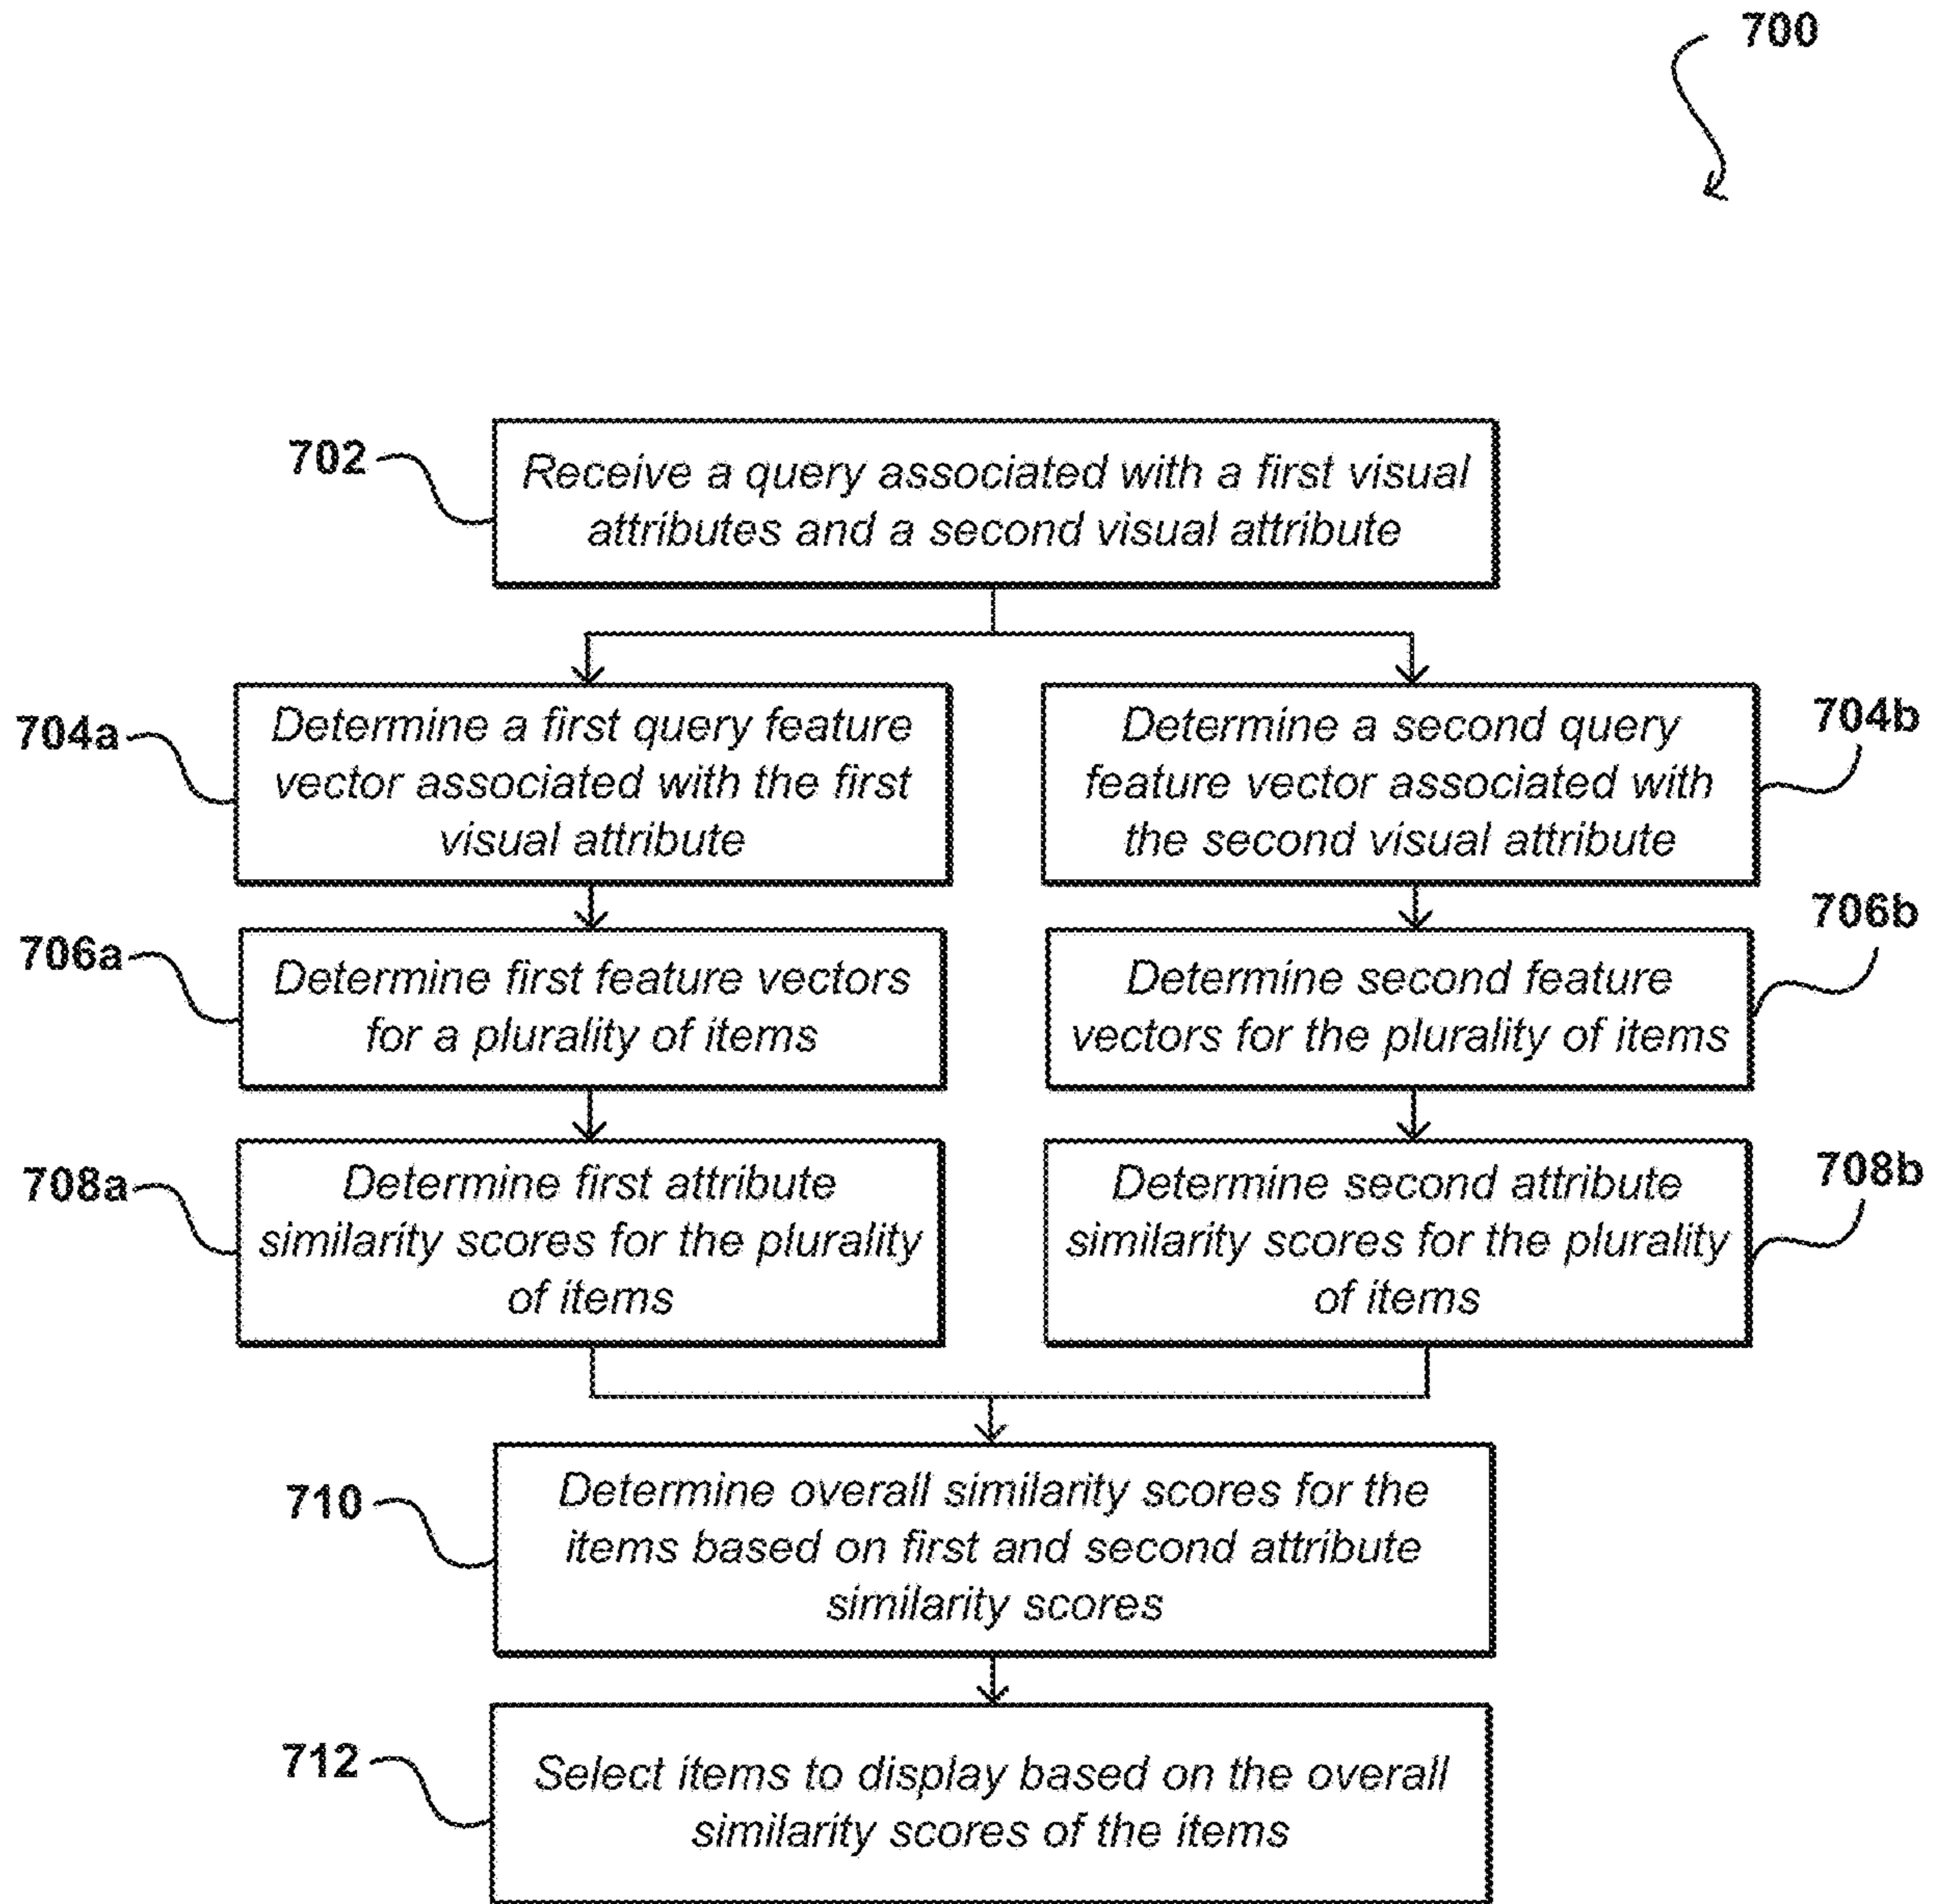 700
702
Receive a query associated with a first visual
attributes and a second visual attribute
704a
Determine a first query feature
vector associated with the first
visual attribute
Determine a second query
feature vector associated with
the second visual attribute
704b
706a
Determine first feature vectors
for a plurality of items
Determine second feature
vectors for the plurality of items
706b
708a
Determine first attribute
similarity scores for the plurality
of items
Determine second attribute
similarity scores for the plurality
of items
708b
710
Determine overall similarity scores for the
items based on first and second attribute
similarity scores
712
Select items to display based on the overall
similarity scores of the items